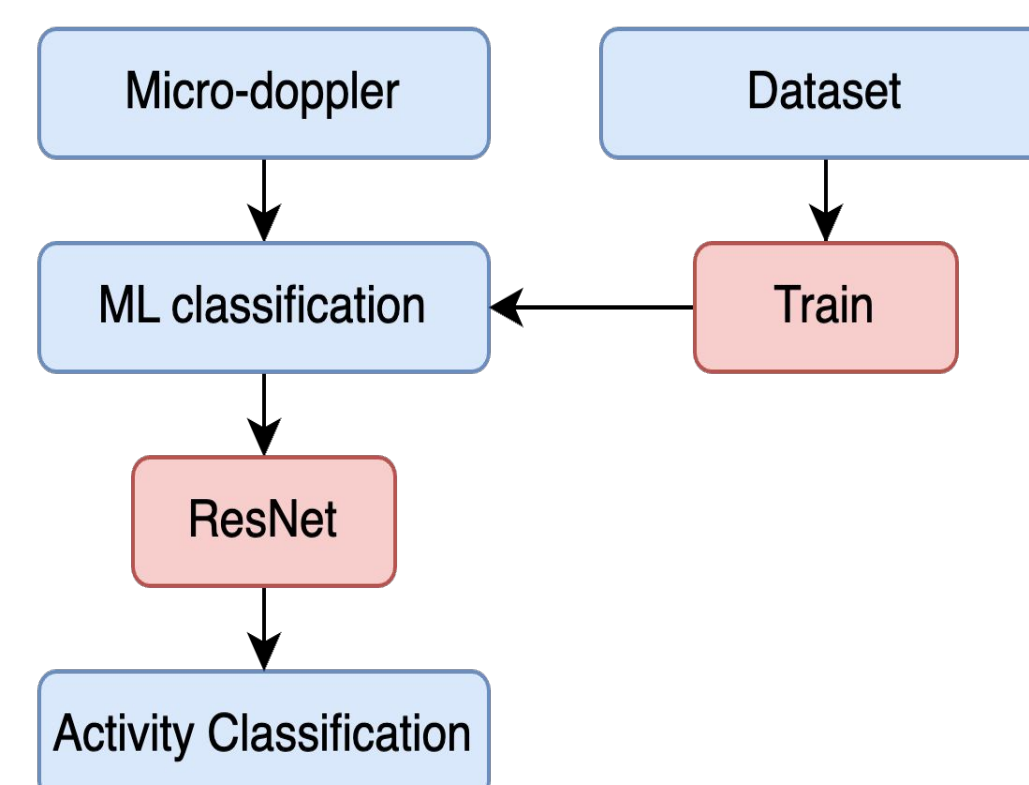 Micro-doppler
Dataset
ML classification
Train
ResNet
Activity Classification